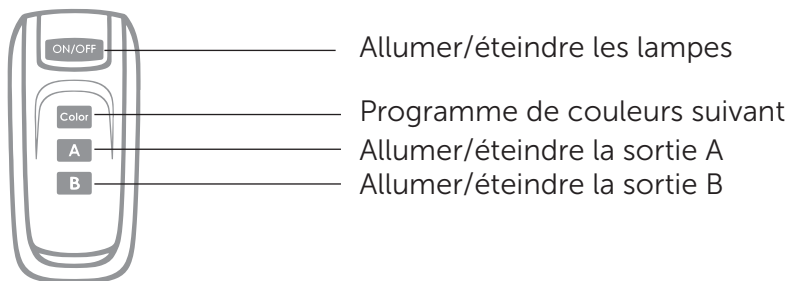 ON/OFF Allumer/éteindre les lampes
Color Programme de couleurs suivant
A Allumer/éteindre la sortie A
B Allumer/éteindre la sortie B